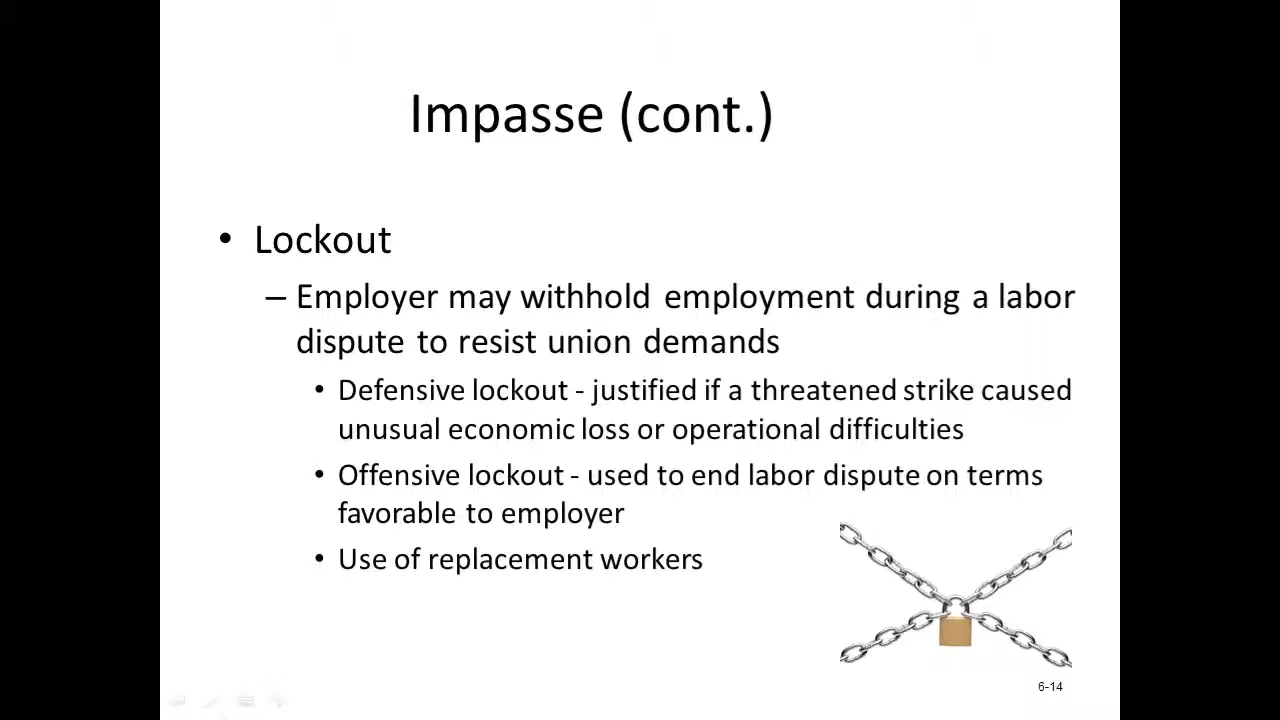 Impasse (cont.)
• Lockout
– Employer may withhold employment during a labor
dispute to resist union demands
• Defensive lockout - justified if a threatened strike caused
unusual economic loss or operational difficulties
• Offensive lockout - used to end labor dispute on terms
favorable to employer
• Use of replacement workers
6-14